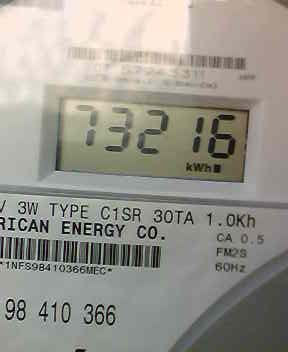 73216
kWh
V 3W TYPE C1SR 30TA 1.0Kh
RICAN ENERGY CO.
CA 0.5
FM2S
60Hz
*1NFS98410366MEC*
98 410 366